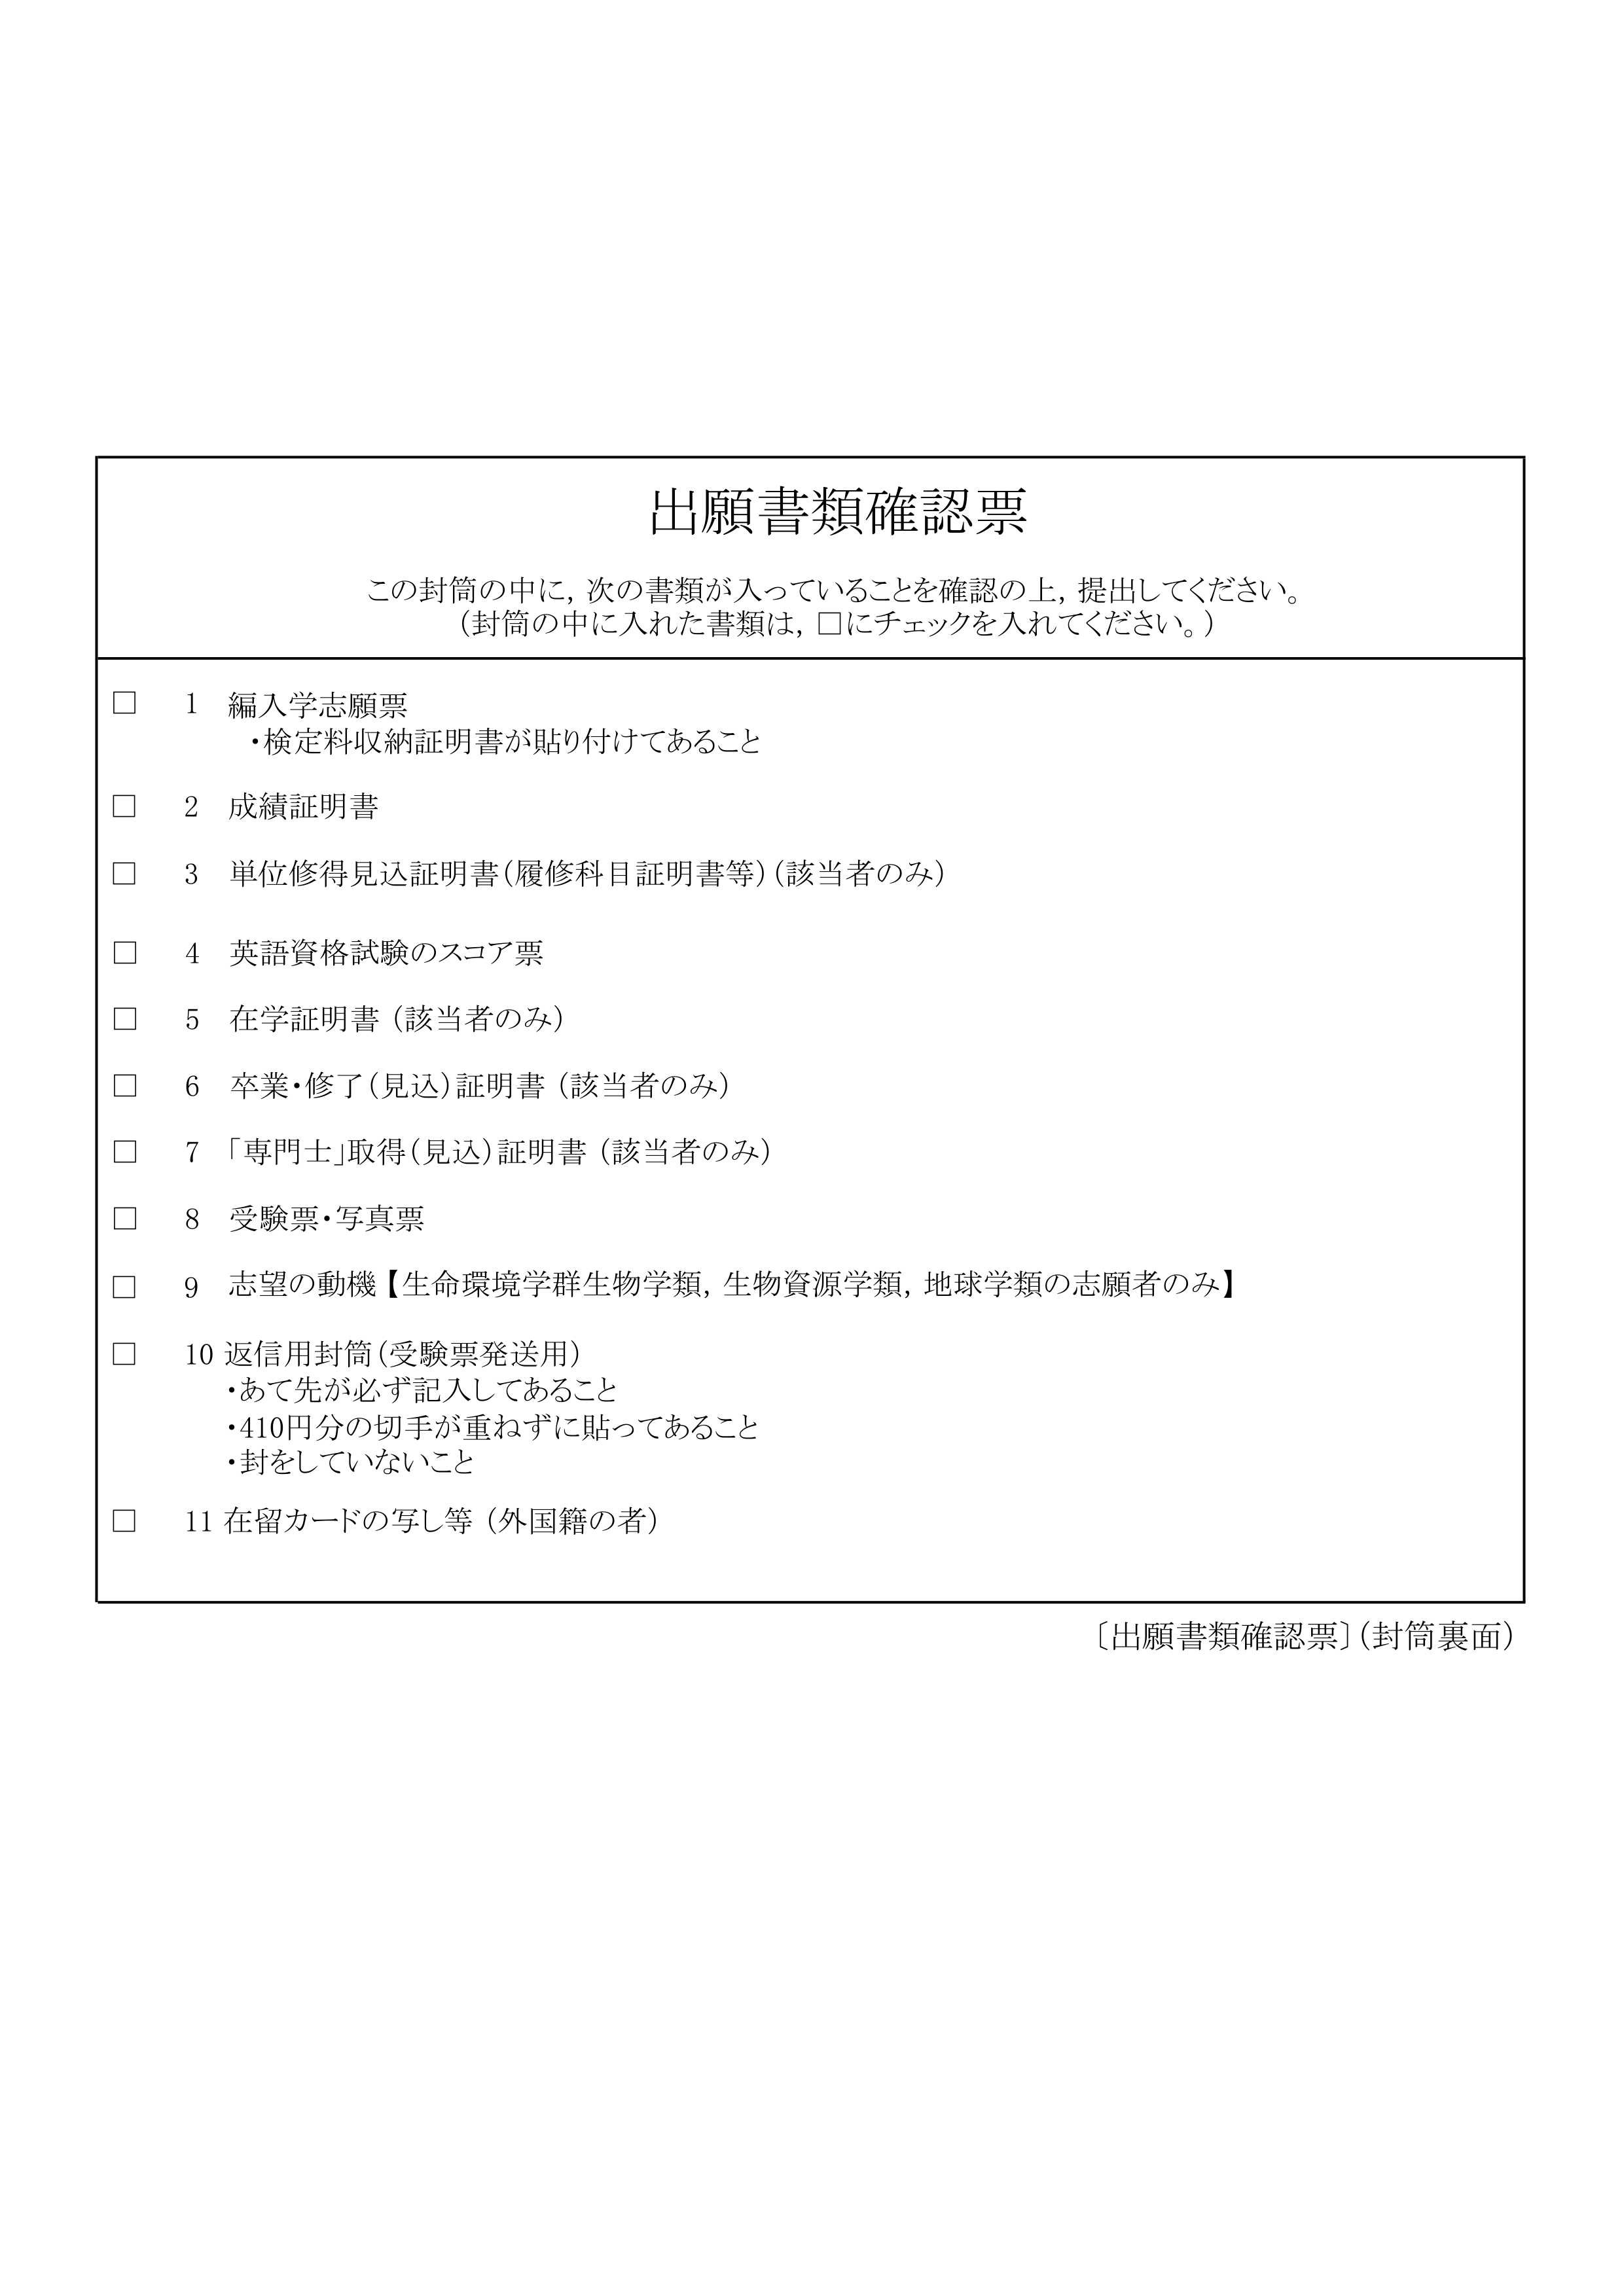 出願書類確認票
この封筒の中に，次の書類が入っていることを確認の上，提出してください。
（封筒の中に入れた書類は，□にチェックを入れてください。）
□ 1 編入学志願票
・検定料収納証明書が貼り付けてあること
□ 2 成績証明書
□ 3 単位修得見込証明書（履修科目証明書等）（該当者のみ）
□ 4 英語資格試験のスコア票
□ 5 在学証明書（該当者のみ）
□ 6 卒業・修了（見込）証明書（該当者のみ）
□ 7 「専門士」取得（見込）証明書（該当者のみ）
□ 8 受験票・写真票
□ 9 志望の動機【生命環境学群生物学類，生物資源学類，地球学類の志願者のみ】
□ 10 返信用封筒（受験票発送用）
・あて先が必ず記入してあること
・410円分の切手が重ねずに貼ってあること
・封をしていないこと
□ 11 在留カードの写し等（外国籍の者）
〔出願書類確認票〕（封筒裏面）